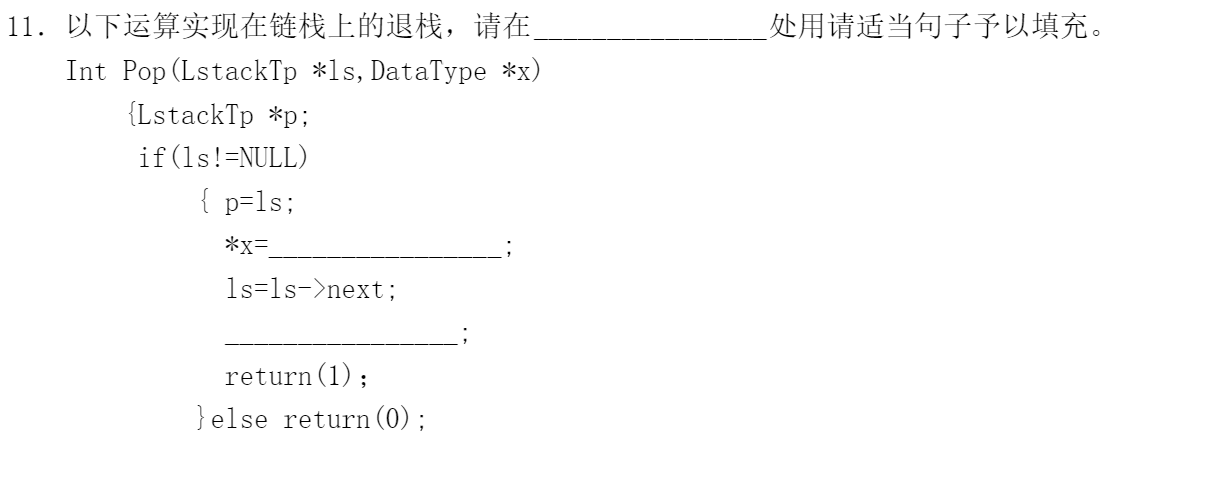 11. 以下运算实现在链栈上的退栈，请在________________处用请适当句子予以填充。
Int Pop(LstackTp *ls,DataType *x)
{LstackTp *p;
if(ls!=NULL)
{ p=ls;
*x=________________;
ls=ls->next;
________________;
return(1)；
}else return(0);